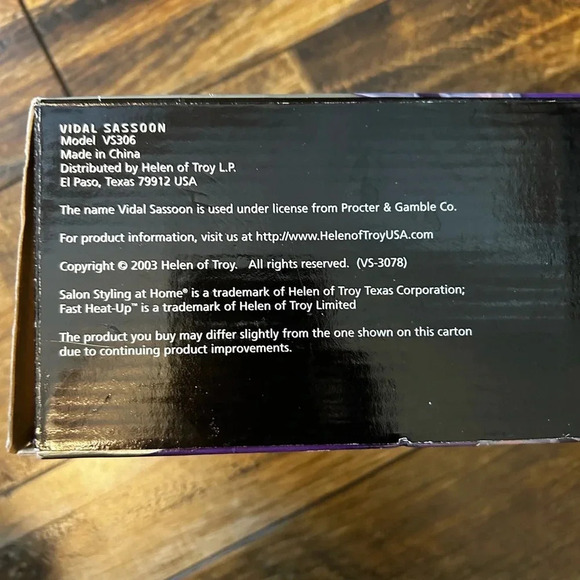 VIDAL SASSOON
Model VS306
Made in China
Distributed by Helen of Troy L.P.
El Paso, Texas 79912 USA
The name Vidal Sassoon is used under license from Procter & Gamble Co.
For product information, visit us at http://www.HelenofTroyUSA.com
Copyright © 2003 Helen of Troy. All rights reserved. (VS-3078)
Salon Styling at Home® is a trademark of Helen of Troy Texas Corporation;
Fast Heat-Up™ is a trademark of Helen of Troy Limited
The product you buy may differ slightly from the one shown on this carton
due to continuing product improvements.